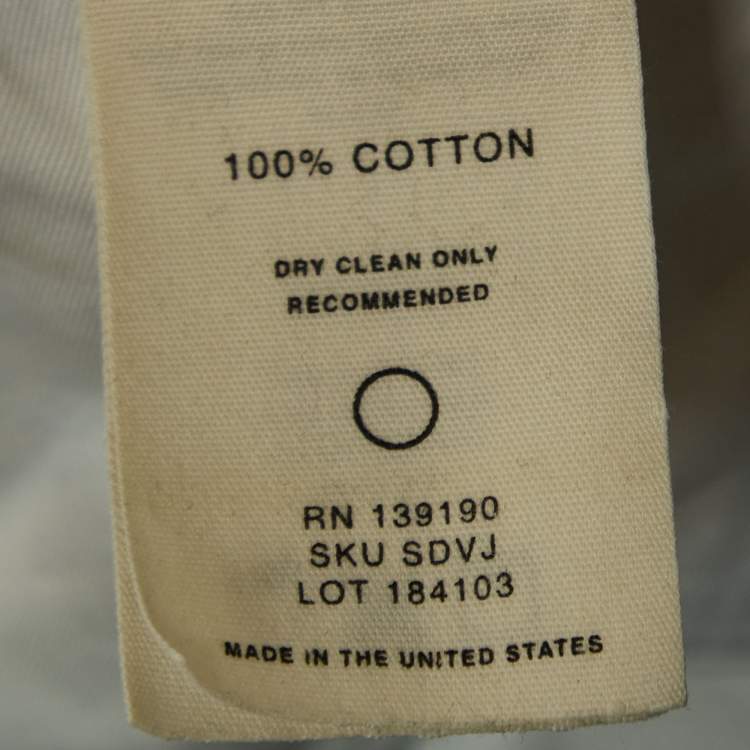 100% COTTON
DRY CLEAN ONLY
RECOMMENDED
RN 139190
SKU SDVJ
LOT 184103
MADE IN THE UNITED STATES